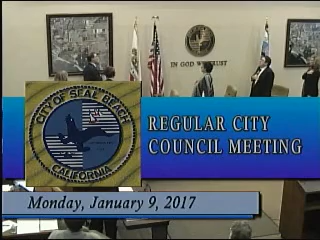 IN GOD WE TRUST
CITY OF SEAL BEACH
CALIFORNIA
REGULAR CITY
COUNCIL MEETING
Monday, January 9, 2017